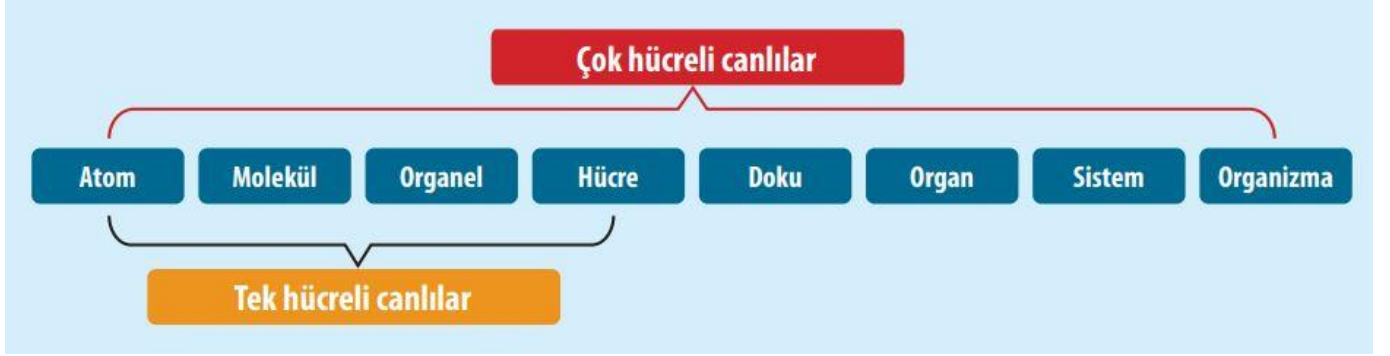 Çok hücreli canlılar
Atom Molekül Organel Hücre Doku Organ Sistem Organizma
Tek hücreli canlılar